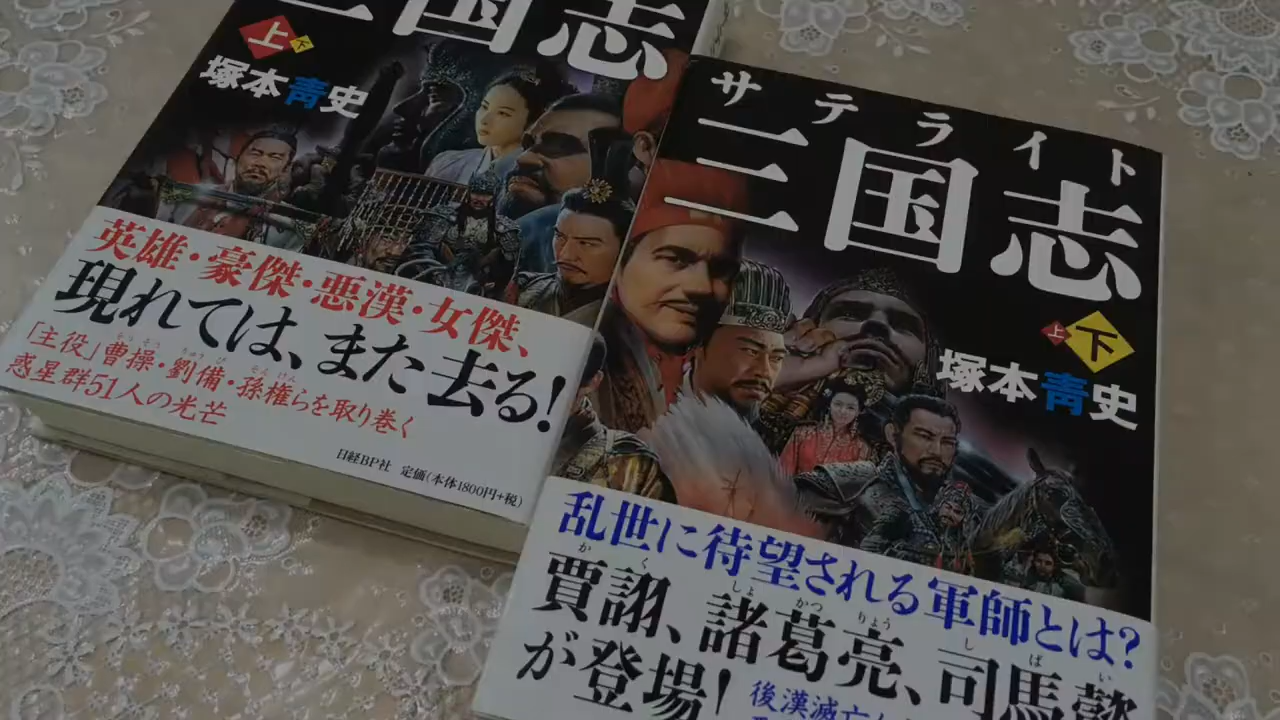 三国志
上下
塚本青史
英雄・豪傑・悪漢・女傑、
現れては、また去る!
「主役」曹操・劉備・孫権らを取り巻く
惑星群51人の光芒
日経BP社 定価(本体1800円+税)
サテライト
三国志
上下
塚本青史
乱世に待望される軍師とは?
賈詡、諸葛亮、司馬懿
が登場!
後漢滅亡